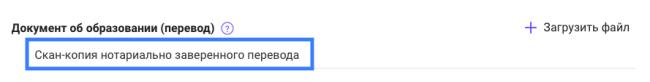 Документ об образовании (перевод) ? + Загрузить файл
Скан-копия нотариально заверенного перевода